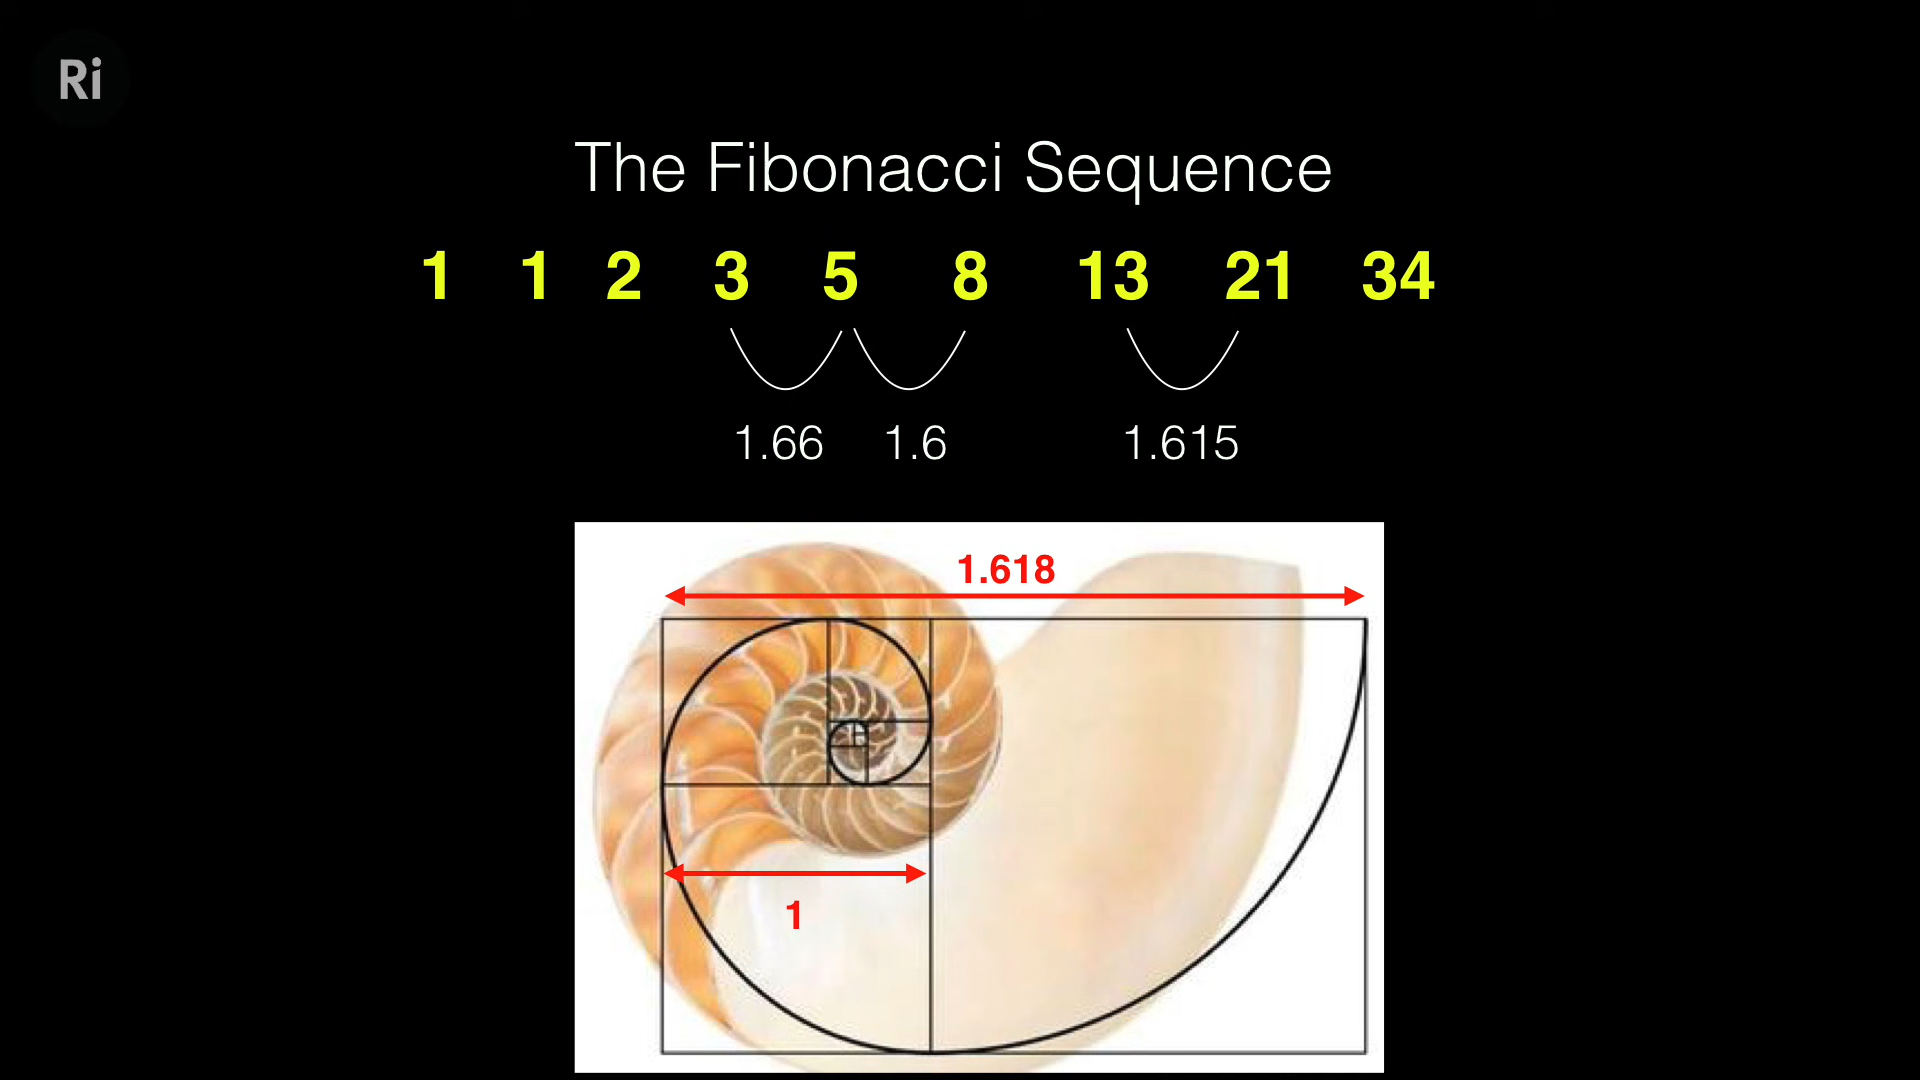 Ri
The Fibonacci Sequence
1 1 2 3 5 8 13 21 34
1.66 1.6 1.615
1.618
1